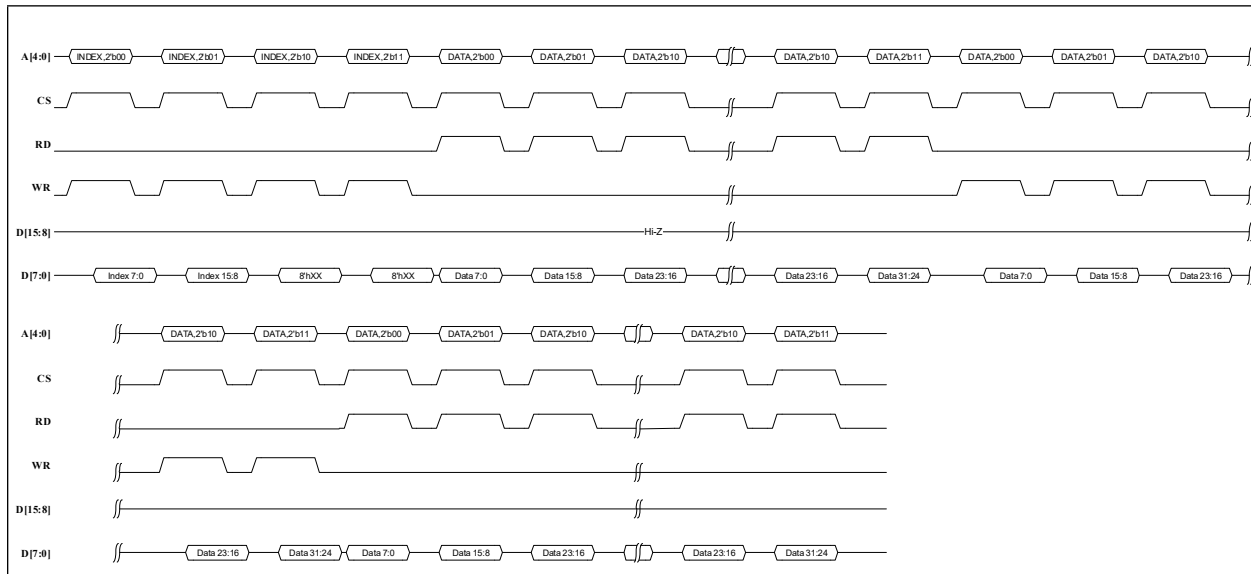 A[4:0] INDEX,2'b00 INDEX,2'b01 INDEX,2'b10 INDEX,2'b11 DATA,2'b00 DATA,2'b01 DATA,2'b10 DATA,2'b10 DATA,2'b11 DATA,2'b00 DATA,2'b01 DATA,2'b10
CS
RD
WR
D[15:8] Hi-Z
D[7:0] Index 7:0 Index 15:8 8'hXX 8'hXX Data 7:0 Data 15:8 Data 23:16 Data 23:16 Data 31:24 Data 7:0 Data 15:8 Data 23:16
A[4:0] DATA,2'b10 DATA,2'b11 DATA,2'b00 DATA,2'b01 DATA,2'b10 DATA,2'b10 DATA,2'b11
CS
RD
WR
D[15:8]
D[7:0] Data 23:16 Data 31:24 Data 7:0 Data 15:8 Data 23:16 Data 23:16 Data 31:24